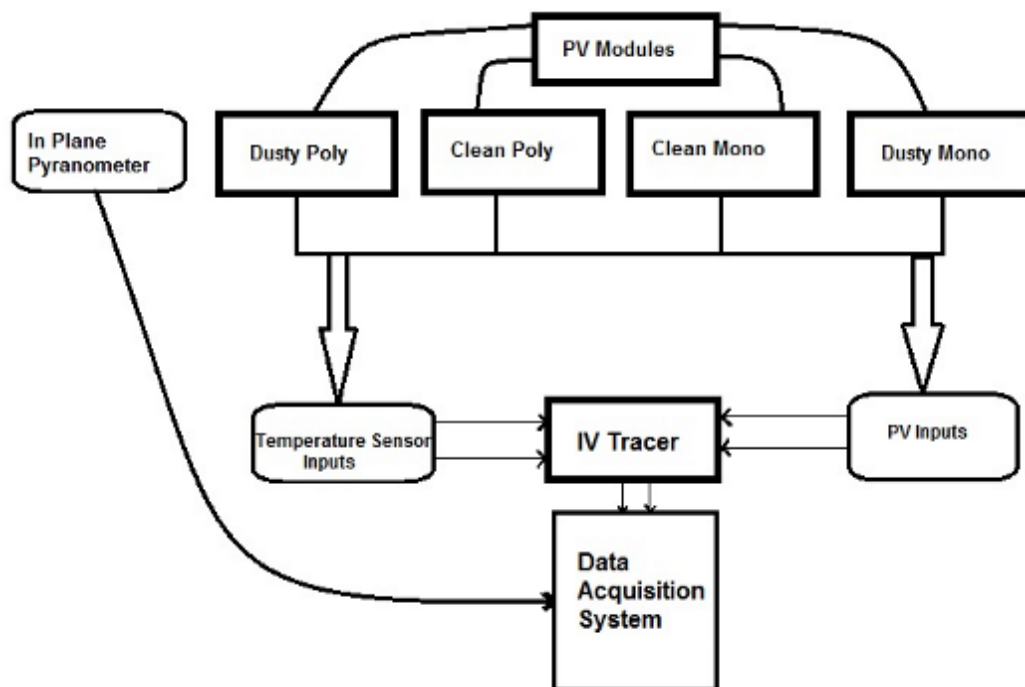 PV Modules
In Plane
Pyranometer
Dusty Poly
Clean Poly
Clean Mono
Dusty Mono
Temperature Sensor
Inputs
IV Tracer
PV Inputs
Data
Acquisition
System